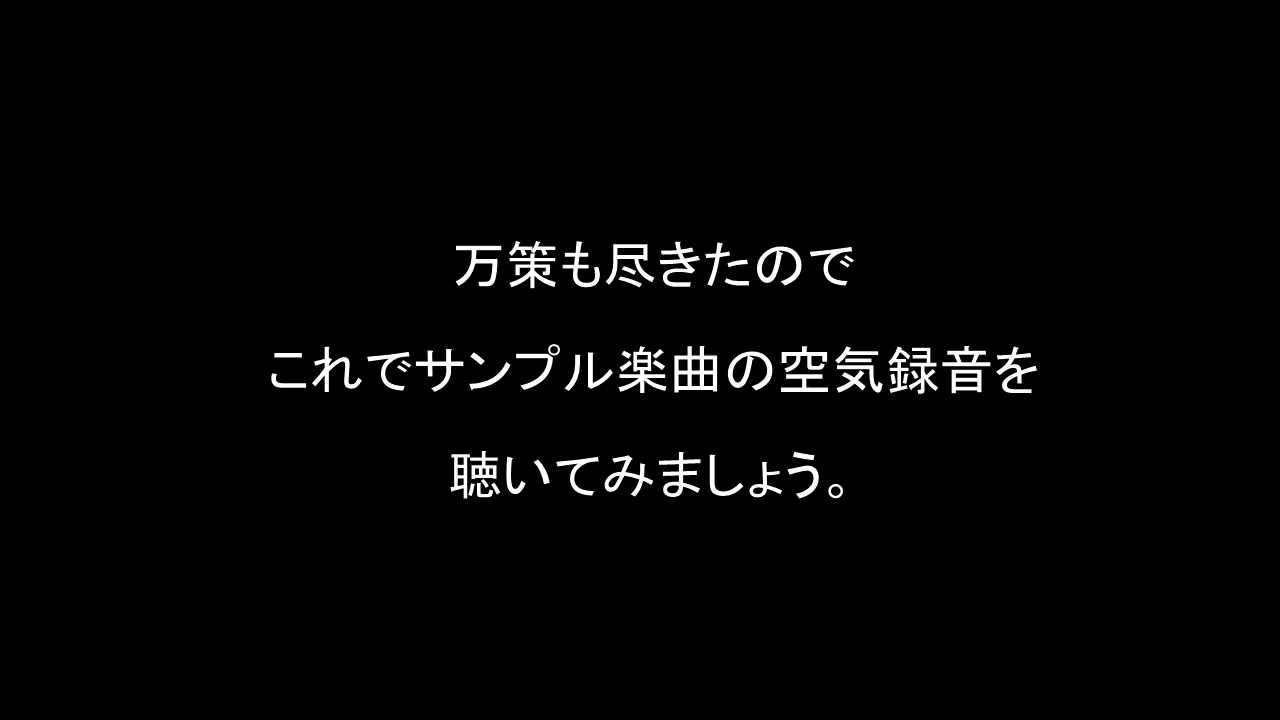 万策も尽きたので
これでサンプル楽曲の空気録音を
聴いてみましょう。